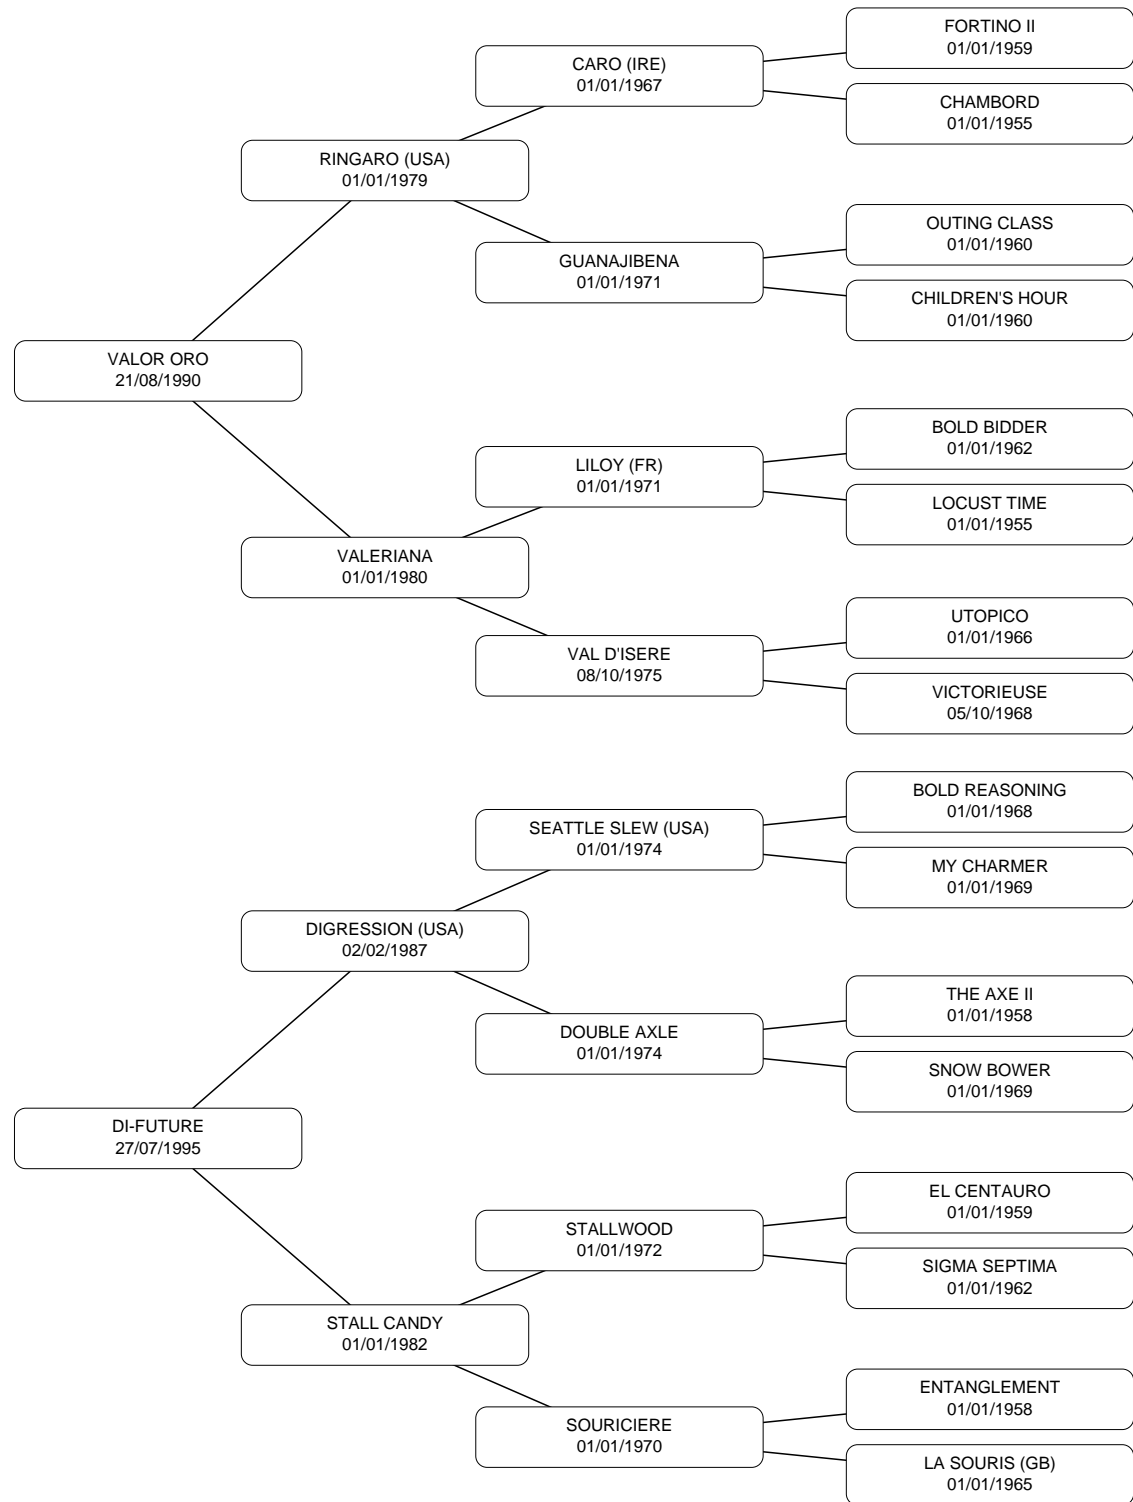 FORTINO II
01/01/1959
CARO (IRE)
01/01/1967
CHAMBORD
01/01/1955
RINGARO (USA)
01/01/1979
OUTING CLASS
01/01/1960
GUANAJIBENA
01/01/1971
CHILDREN'S HOUR
01/01/1960
VALOR ORO
21/08/1990
BOLD BIDDER
01/01/1962
LILOY (FR)
01/01/1971
LOCUST TIME
01/01/1955
VALERIANA
01/01/1980
UTOPICO
01/01/1966
VAL D'ISERE
08/10/1975
VICTORIEUSE
05/10/1968
BOLD REASONING
01/01/1968
SEATTLE SLEW (USA)
01/01/1974
MY CHARMER
01/01/1969
DIGRESSION (USA)
02/02/1987
THE AXE II
01/01/1958
DOUBLE AXLE
01/01/1974
SNOW BOWER
01/01/1969
DI-FUTURE
27/07/1995
EL CENTAURO
01/01/1959
STALLWOOD
01/01/1972
SIGMA SEPTIMA
01/01/1962
STALL CANDY
01/01/1982
ENTANGLEMENT
01/01/1958
SOURICIERE
01/01/1970
LA SOURIS (GB)
01/01/1965